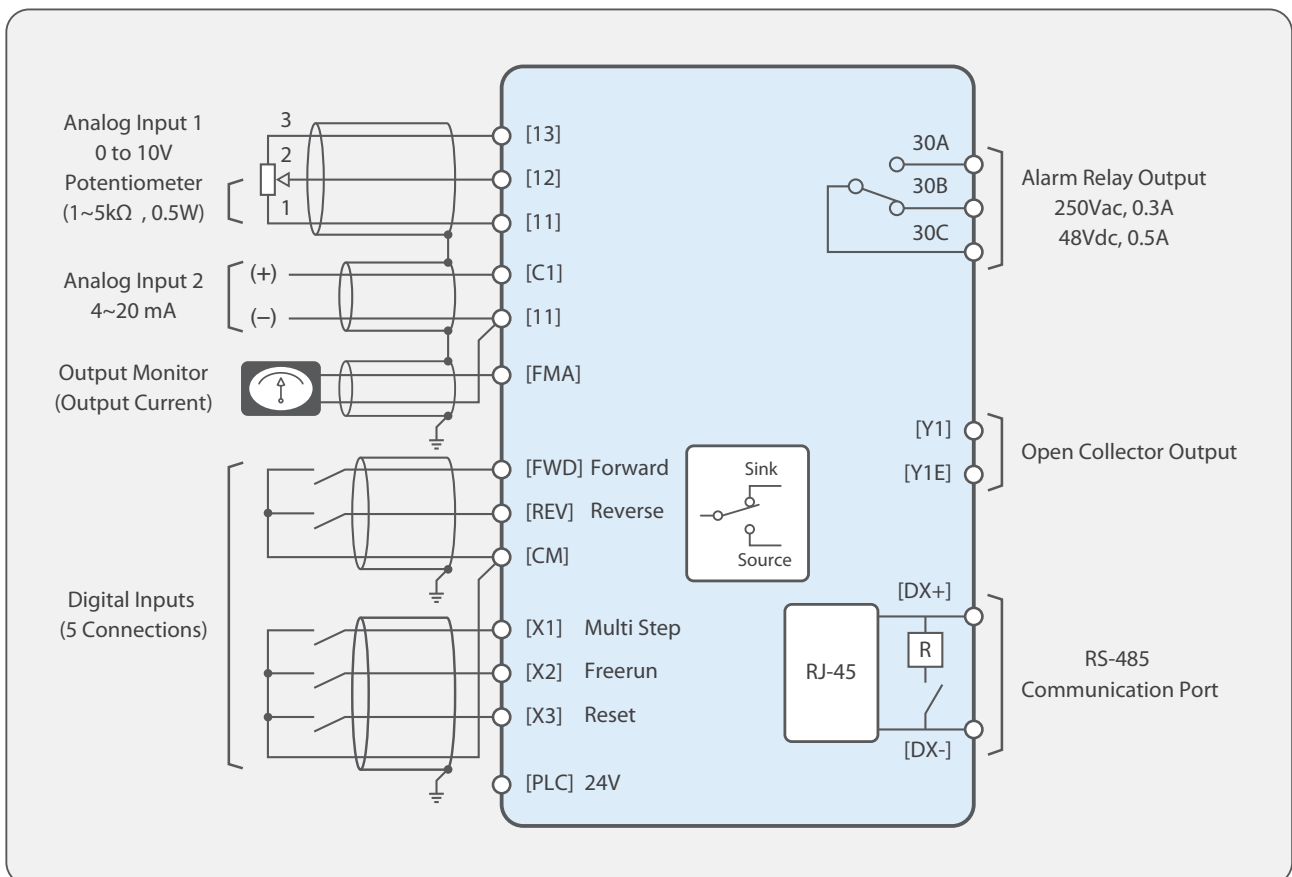 Analog Input 1
0 to 10V
Potentiometer
(1~5kΩ , 0.5W)
3
2
1
[13]
[12]
[11]
Analog Input 2
4~20 mA
(+)
(−)
[C1]
[11]
Output Monitor
(Output Current)
[FMA]
Digital Inputs
(5 Connections)
[FWD] Forward
[REV] Reverse
[CM]
[X1] Multi Step
[X2] Freerun
[X3] Reset
[PLC] 24V
Sink
Source
30A
30B
30C
Alarm Relay Output
250Vac, 0.3A
48Vdc, 0.5A
[Y1]
[Y1E]
Open Collector Output
[DX+]
R
RJ-45
[DX-]
RS-485
Communication Port